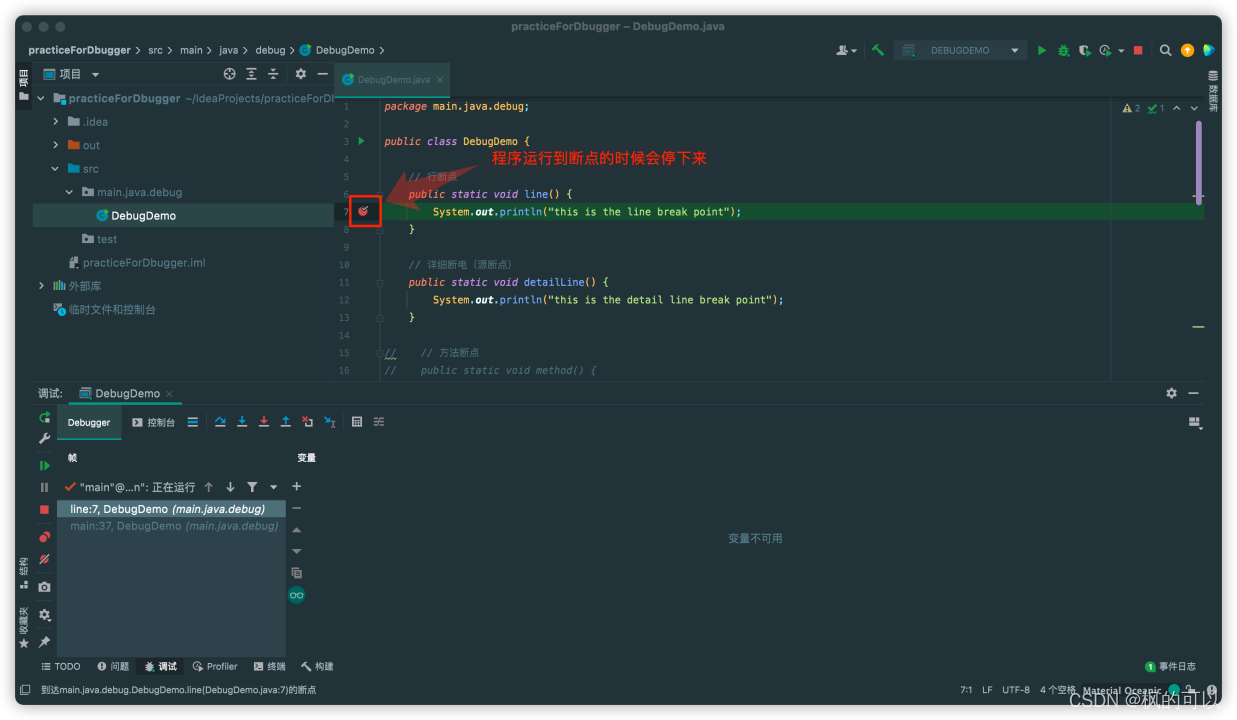 practiceForDbugger – DebugDemo.java
practiceForDbugger > src > main > java > debug > DebugDemo >
DEBUGDEMO
项目
项目
DebugDemo.java ×
数据库
practiceForDbugger ~/IdeaProjects/practiceForDl
.idea
out
src
main.java.debug
DebugDemo
test
practiceForDbugger.iml
外部库
临时文件和控制台
2 1
1 package main.java.debug;
2
3 public class DebugDemo {
4
程序运行到断点的时候会停下来
5 // 行断点
6 public static void line() {
7 System.out.println("this is the line break point");
8 }
9
10 // 详细断电（源断点）
11 public static void detailLine() {
12 System.out.println("this is the detail line break point");
13 }
14
15 // // 方法断点
16 // public static void method() {
调试: DebugDemo ×
Debugger 控制台
帧 变量
"main"@...n": 正在运行
line:7, DebugDemo (main.java.debug)
main:37, DebugDemo (main.java.debug)
变量不可用
结构
收藏夹
TODO 问题 调试 Profiler 终端 构建 1 事件日志
到达main.java.debug.DebugDemo.line(DebugDemo.java:7)的断点 7:1 LF UTF-8 4 个空格 Material Oceanic
CSDN @枫的可以